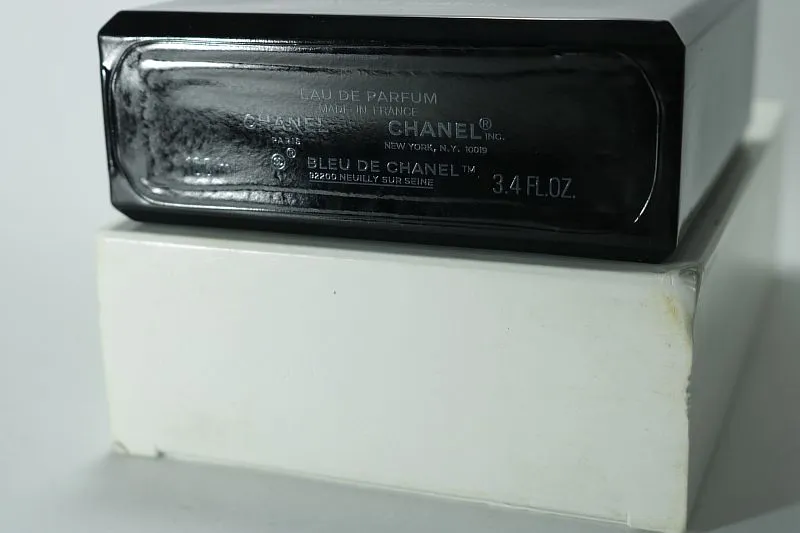 EAU DE PARFUM
MADE IN FRANCE
CHANEL CHANEL® INC.
PARIS NEW YORK, N.Y. 10019
BLEU DE CHANEL™
92200 NEUILLY SUR SEINE
3.4 FL.OZ.